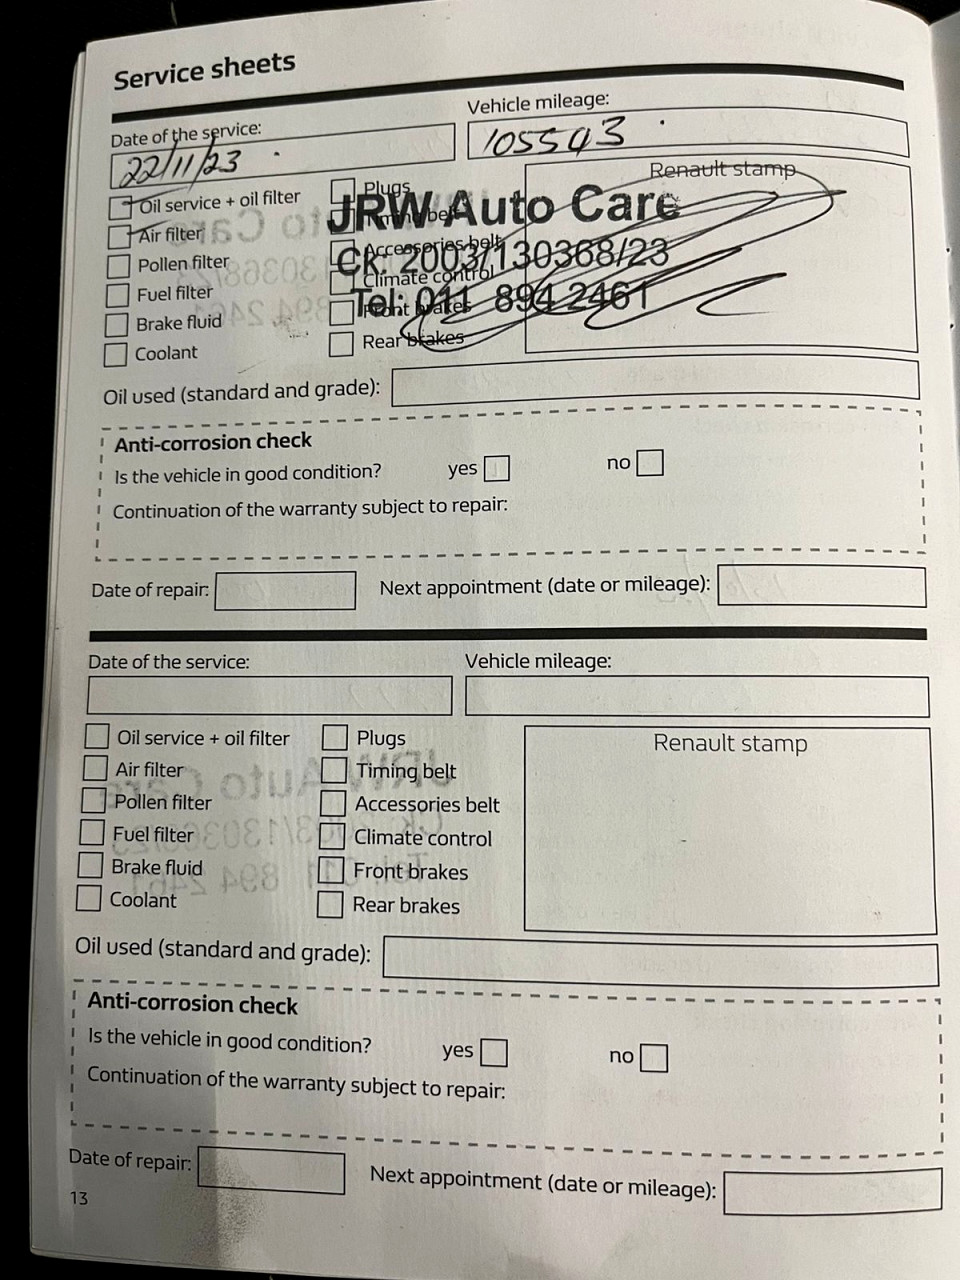 Service sheets
Date of the service:
Vehicle mileage:
22/11/23
105543
Oil service + oil filter
Plugs
Renault stamp
Air filter
Timing belt
JRW Auto Care
Pollen filter
Accessories belt
CK: 2003/130368/23
Fuel filter
Climate control
Tel: 011 894 2461
Brake fluid
Front brakes
Coolant
Rear brakes
Oil used (standard and grade):
Anti-corrosion check
Is the vehicle in good condition? yes no
Continuation of the warranty subject to repair:
Date of repair: Next appointment (date or mileage):
Date of the service: Vehicle mileage:
Oil service + oil filter
Plugs
Renault stamp
Air filter
Timing belt
Pollen filter
Accessories belt
Fuel filter
Climate control
Brake fluid
Front brakes
Coolant
Rear brakes
Oil used (standard and grade):
Anti-corrosion check
Is the vehicle in good condition? yes no
Continuation of the warranty subject to repair:
Date of repair: Next appointment (date or mileage):
13